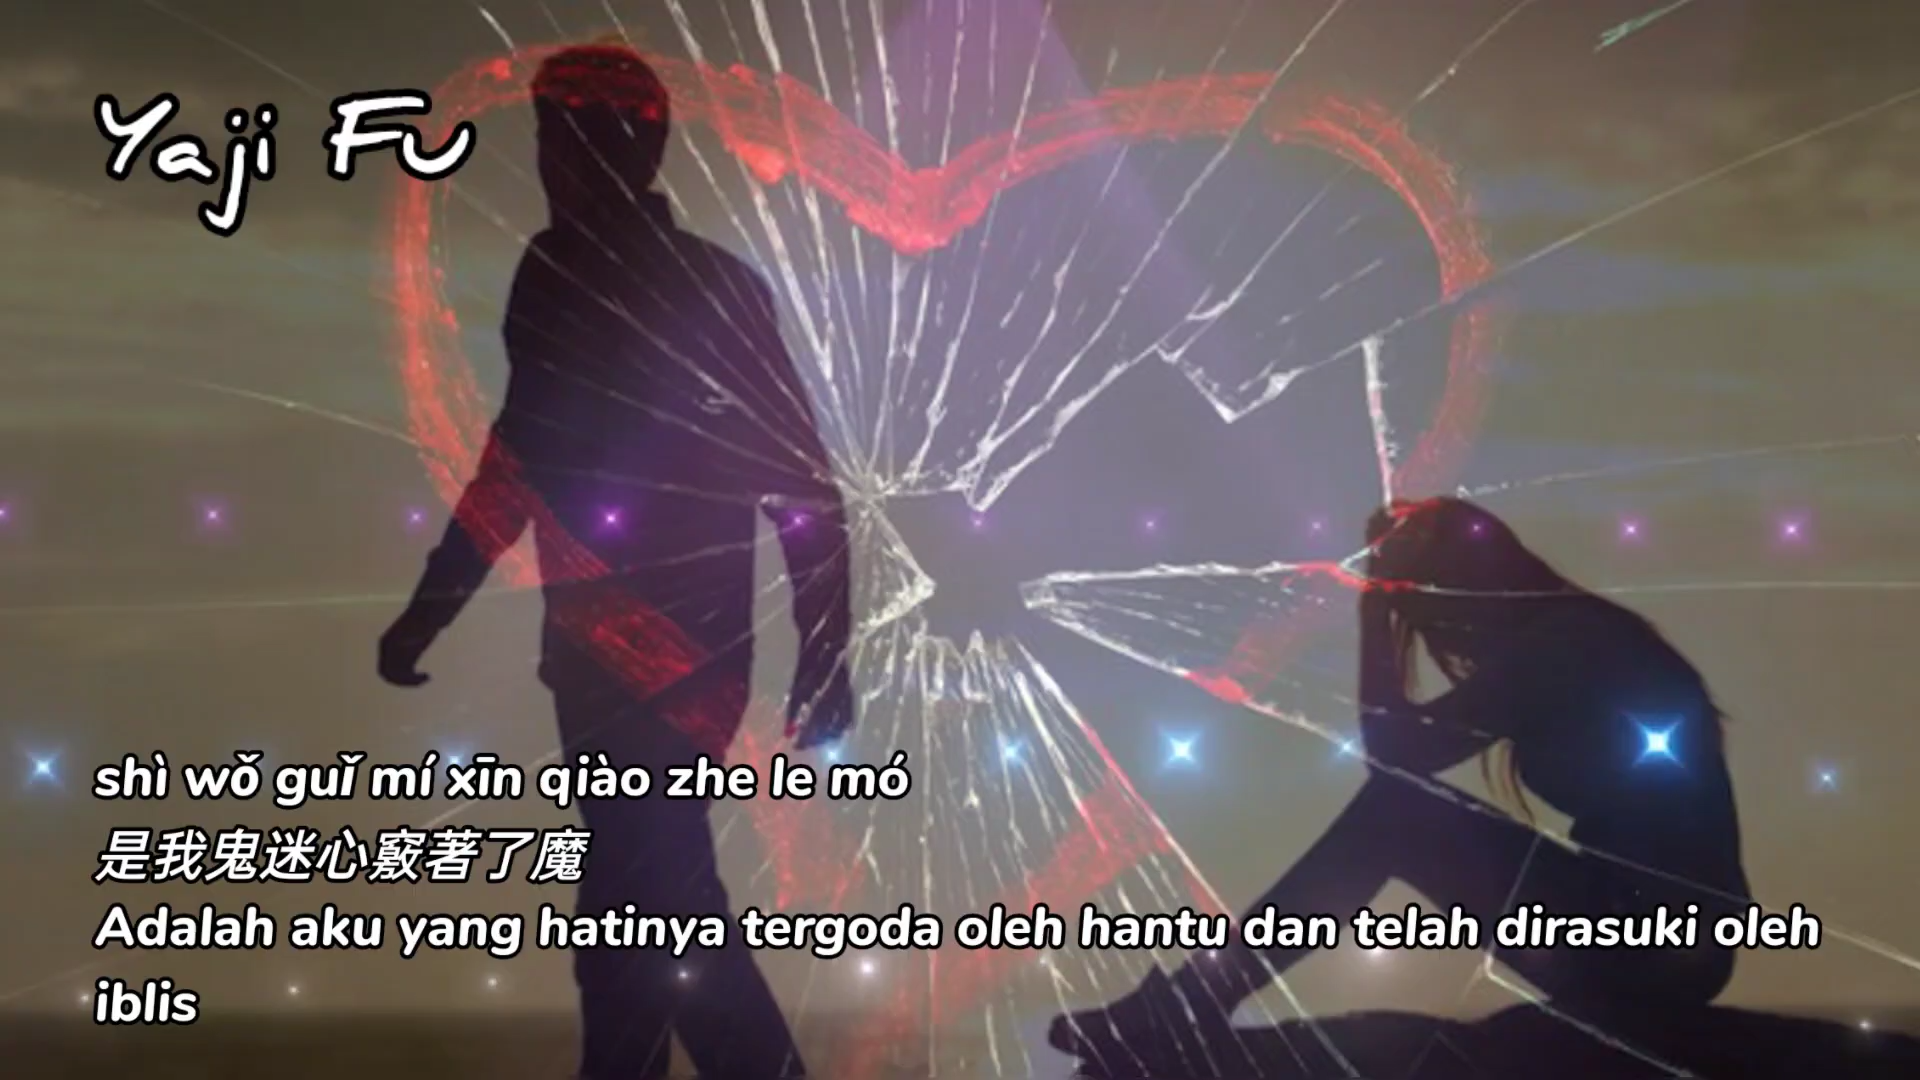 Yaji Fu
shì wǒ guǐ mí xīn qiào zhe le mó
是我鬼迷心竅著了魔
Adalah aku yang hatinya tergoda oleh hantu dan telah dirasuki oleh
iblis